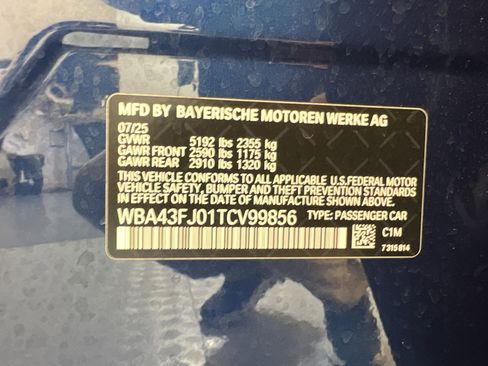 MFD BY BAYERISCHE MOTOREN WERKE AG
07/25
GVWR 5192 lbs 2355 kg
GAWR FRONT 2590 lbs 1175 kg
GAWR REAR 2910 lbs 1320 kg
THIS VEHICLE CONFORMS TO ALL APPLICABLE U.S.FEDERAL MOTOR
VEHICLE SAFETY, BUMPER AND THEFT PREVENTION STANDARDS
IN EFFECT ON THE DATE OF MANUFACTURE SHOWN ABOVE.
WBA43FJ01TCV99856 TYPE: PASSENGER CAR
C1M
7315814